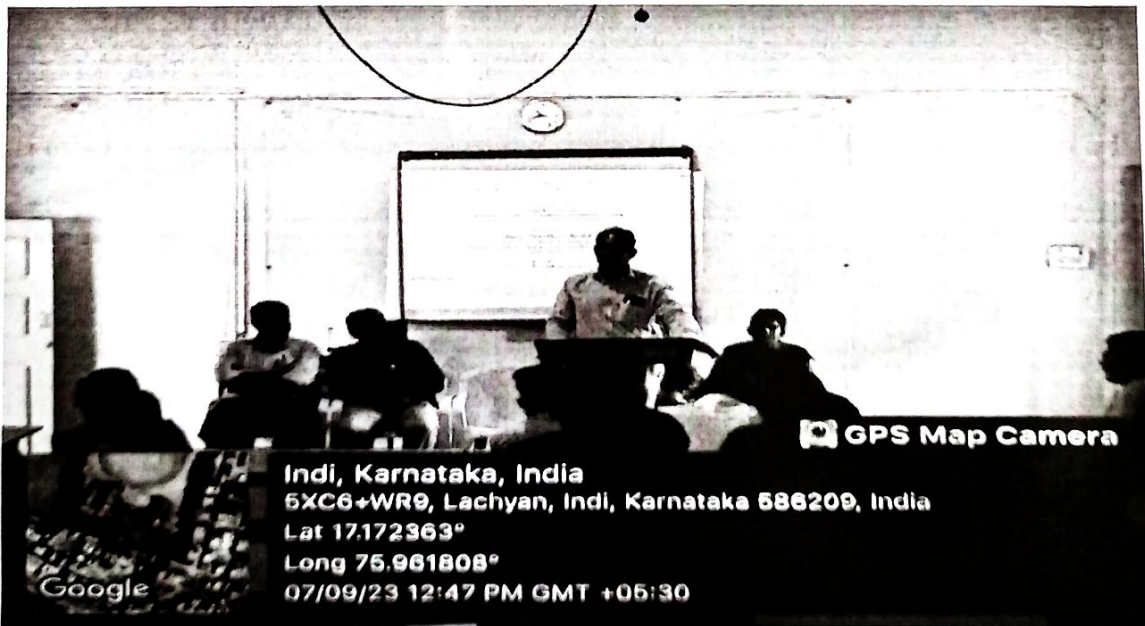 GPS Map Camera
Indi, Karnataka, India
5XC6+WR9, Lachyan, Indi, Karnataka 586209, India
Lat 17.172363°
Long 75.961808°
07/09/23 12:47 PM GMT +05:30
Google